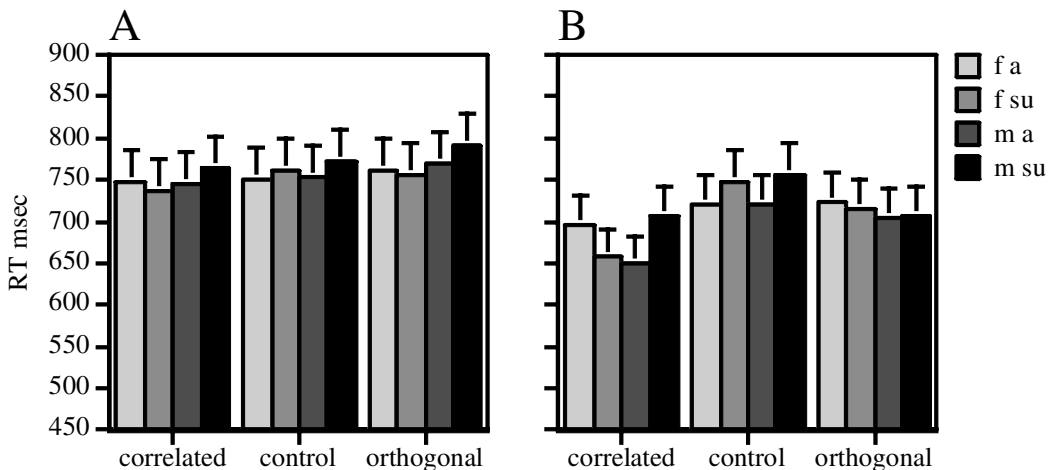 A
B
RT msec
900
850
800
750
700
650
600
550
500
450
correlated control orthogonal
correlated control orthogonal
f a
f su
m a
m su